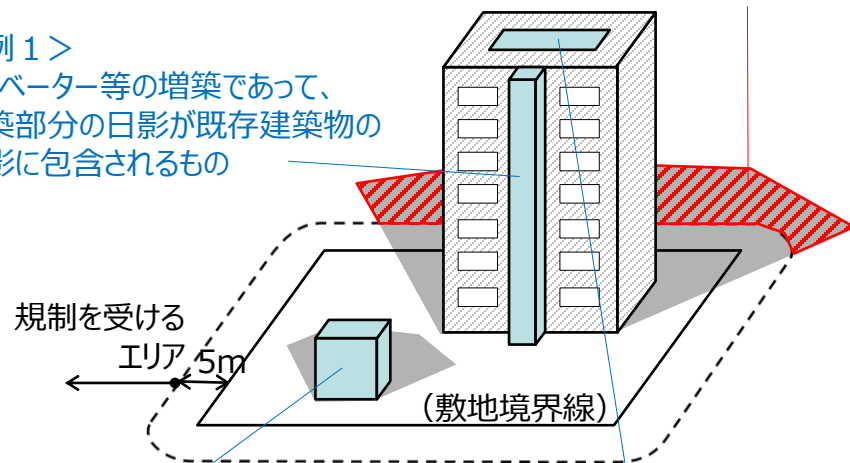 例１＞
ベーター等の増築であって、
築部分の日影が既存建築物の
影に包含されるもの
規制を受ける
エリア
5m
（敷地境界線）